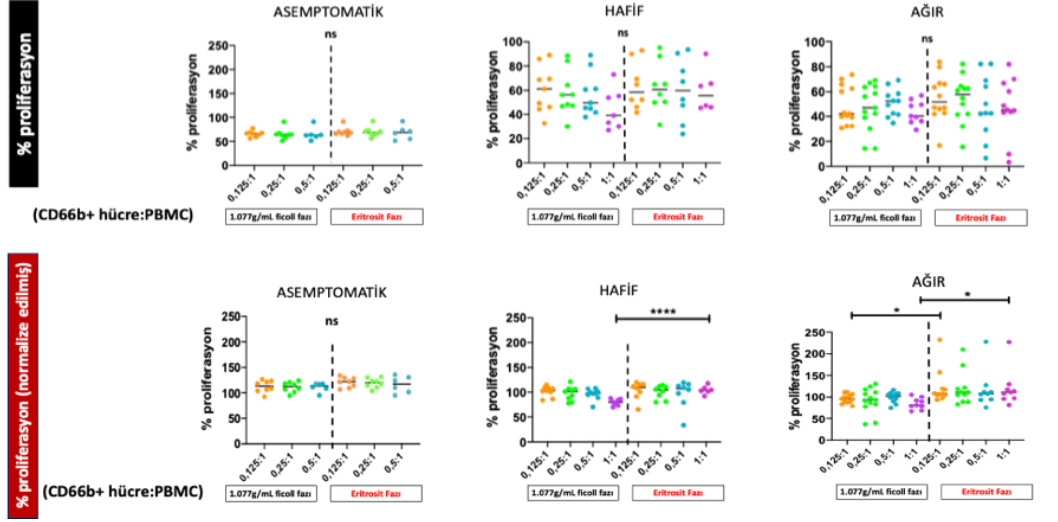 % proliferasyon
ASEMPTOMATİK
ns
% proliferasyon
250
200
150
100
50
0
0,125:1
0,25:1
0,5:1
0,125:1
0,25:1
0,5:1
1.077g/mL ficoll fazı
Eritrosit Fazı
HAFİF
ns
% proliferasyon
100
80
60
40
20
0
0,125:1
0,25:1
0,5:1
1:1
0,125:1
0,25:1
0,5:1
1:1
1.077g/mL ficoll fazı
Eritrosit Fazı
AĞIR
ns
% proliferasyon
100
80
60
40
20
0
0,125:1
0,25:1
0,5:1
1:1
0,125:1
0,25:1
0,5:1
1:1
1.077g/mL ficoll fazı
Eritrosit Fazı
(CD66b+ hücre:PBMC)
% proliferasyon (normalize edilmiş)
ASEMPTOMATİK
ns
% proliferasyon
250
200
150
100
50
0
0,125:1
0,25:1
0,5:1
0,125:1
0,25:1
0,5:1
1.077g/mL ficoll fazı
Eritrosit Fazı
HAFİF
****
% proliferasyon
250
200
150
100
50
0
0,125:1
0,25:1
0,5:1
1:1
0,125:1
0,25:1
0,5:1
1:1
1.077g/mL ficoll fazı
Eritrosit Fazı
AĞIR
*
*
% proliferasyon
250
200
150
100
50
0
0,125:1
0,25:1
0,5:1
1:1
0,125:1
0,25:1
0,5:1
1:1
1.077g/mL ficoll fazı
Eritrosit Fazı
(CD66b+ hücre:PBMC)